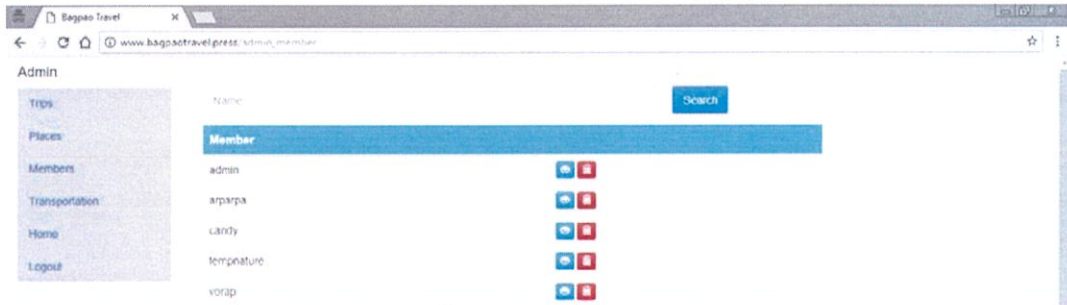 Bagpao Travel
www.bagpaotravel.press/admin_member
Admin
Trips
Places
Members
Transportation
Home
Logout
Name
Search
Member
admin
arparpa
candy
tempnature
vorap